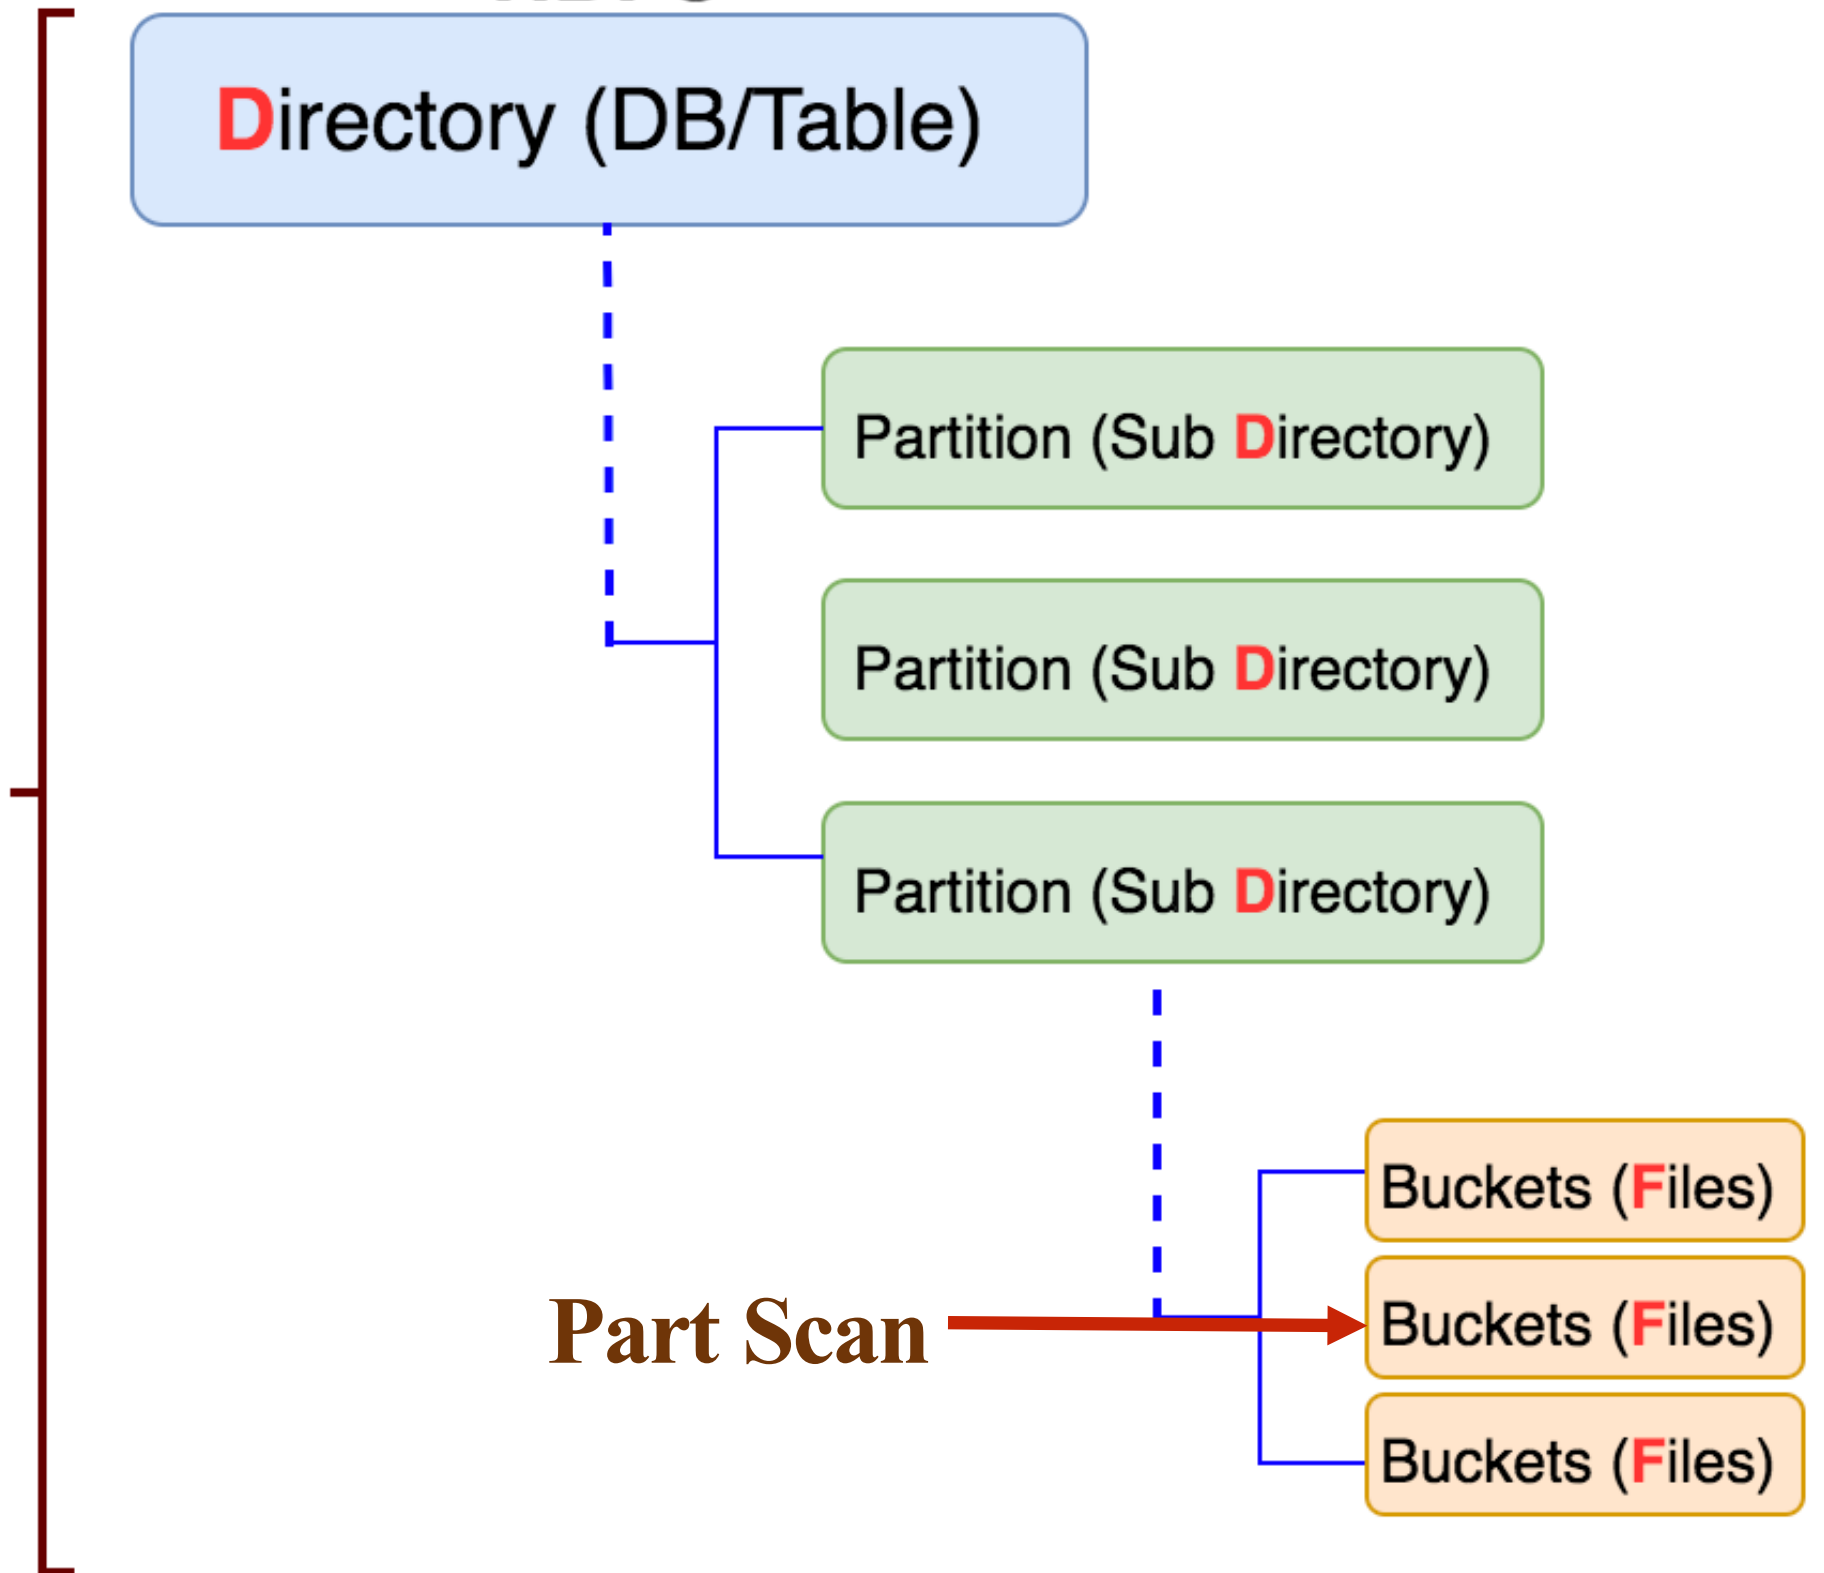 Directory (DB/Table)
Partition (Sub Directory)
Partition (Sub Directory)
Partition (Sub Directory)
Buckets (Files)
Part Scan
Buckets (Files)
Buckets (Files)